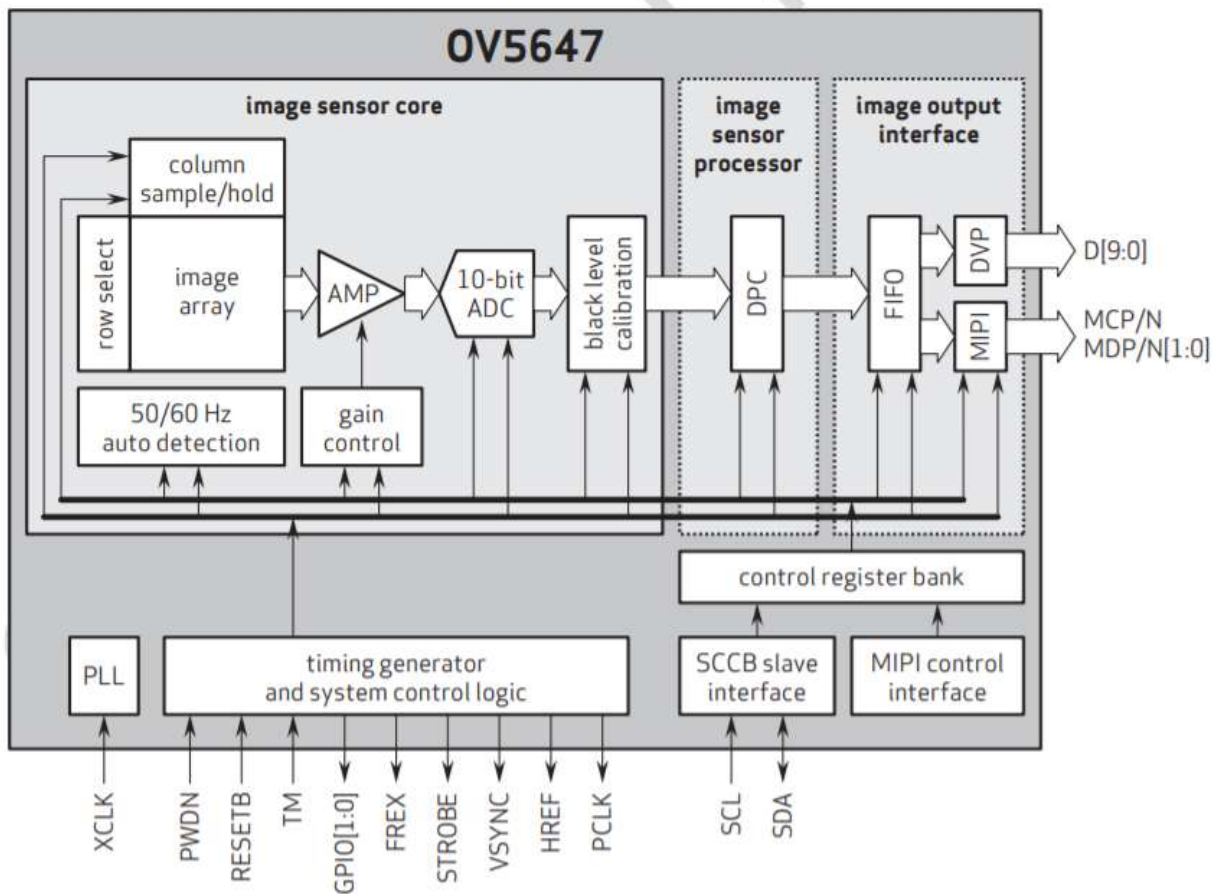 OV5647
image sensor core
image
sensor
processor
image output
interface
column
sample/hold
row select
image
array
AMP
10-bit
ADC
black level
calibration
DPC
FIFO
DVP
MIPI
D[9:0]
MCP/N
MDP/N[1:0]
50/60 Hz
auto detection
gain
control
control register bank
PLL
timing generator
and system control logic
SCCB slave
interface
MIPI control
interface
XCLK
PWDN
RESETB
TM
GPIO[1:0]
FREX
STROBE
VSYNC
HREF
PCLK
SCL
SDA